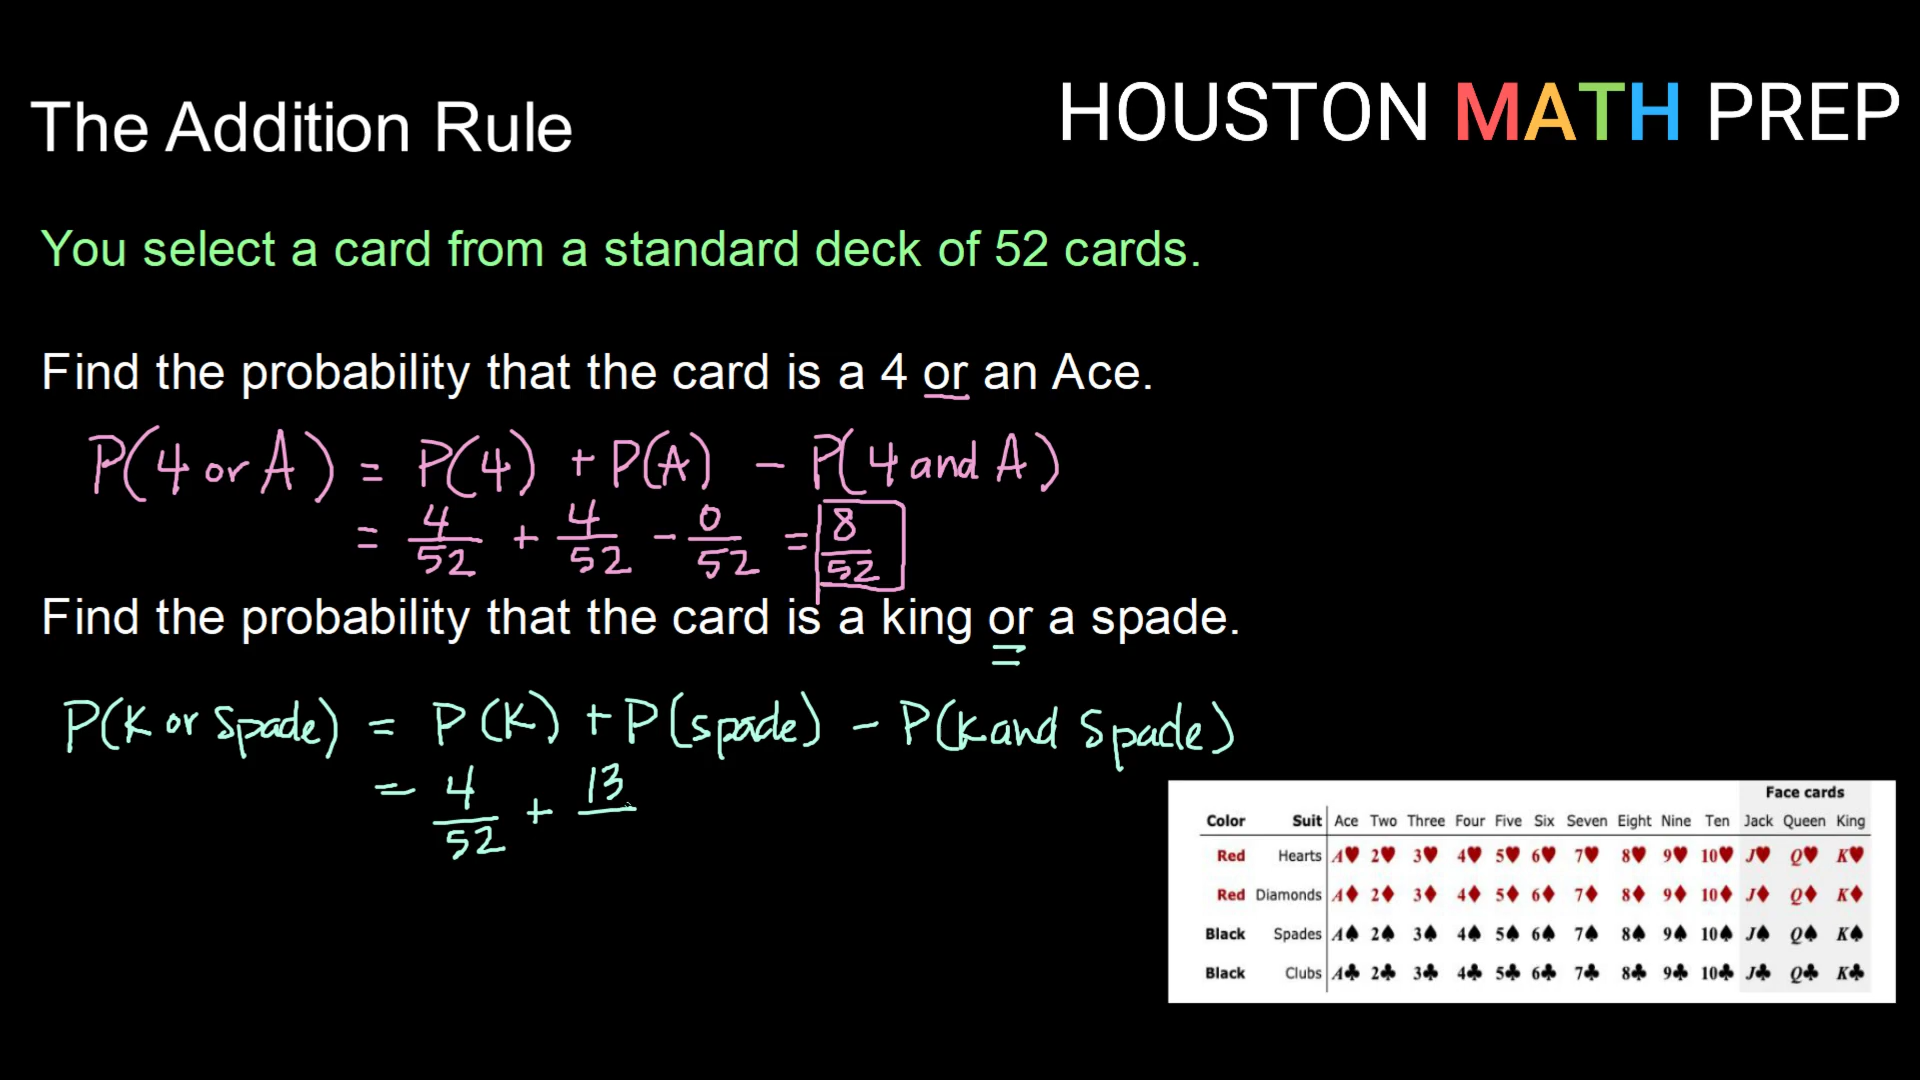 The Addition Rule
HOUSTON MATH PREP
You select a card from a standard deck of 52 cards.
Find the probability that the card is a 4 or an Ace.
P(4 or A) = P(4) + P(A) - P(4 and A)
= 4/52 + 4/52 - 0/52 = 8/52
Find the probability that the card is a king or a spade.
P(K or Spade) = P(K) + P(spade) - P(K and Spade)
= 4/52 + 13
Face cards
Color Suit Ace Two Three Four Five Six Seven Eight Nine Ten Jack Queen King
Red Hearts A♥ 2♥ 3♥ 4♥ 5♥ 6♥ 7♥ 8♥ 9♥ 10♥ J♥ Q♥ K♥
Red Diamonds A♦ 2♦ 3♦ 4♦ 5♦ 6♦ 7♦ 8♦ 9♦ 10♦ J♦ Q♦ K♦
Black Spades A♠ 2♠ 3♠ 4♠ 5♠ 6♠ 7♠ 8♠ 9♠ 10♠ J♠ Q♠ K♠
Black Clubs A♣ 2♣ 3♣ 4♣ 5♣ 6♣ 7♣ 8♣ 9♣ 10♣ J♣ Q♣ K♣